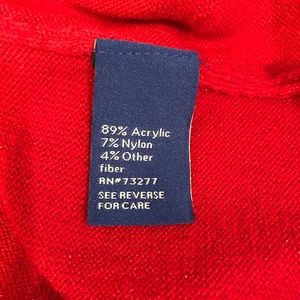 89% Acrylic
7% Nylon
4% Other
fiber
RN#73277
SEE REVERSE
FOR CARE